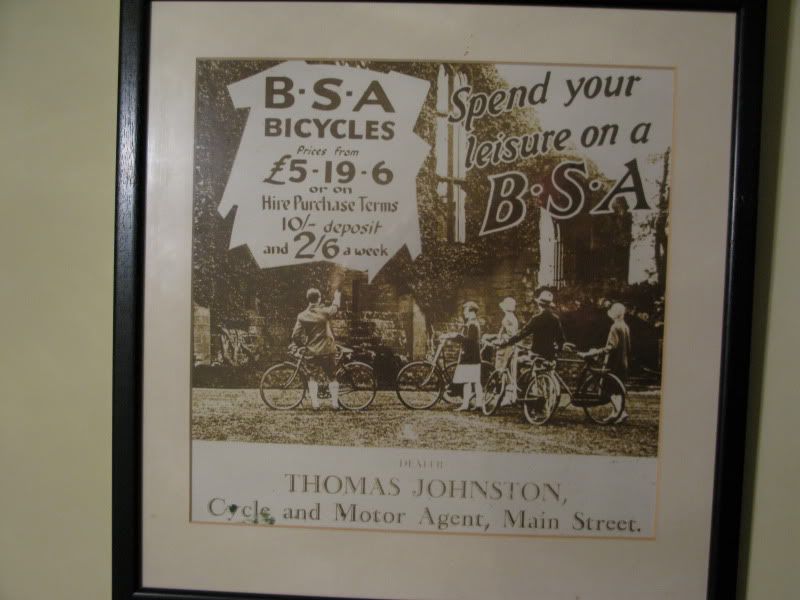 B·S·A
BICYCLES
Prices from
£5-19-6
or on
Hire Purchase Terms
10/- deposit
and 2/6 a week
Spend your
leisure on a
B·S·A
DEALER
THOMAS JOHNSTON,
Cycle and Motor Agent, Main Street.